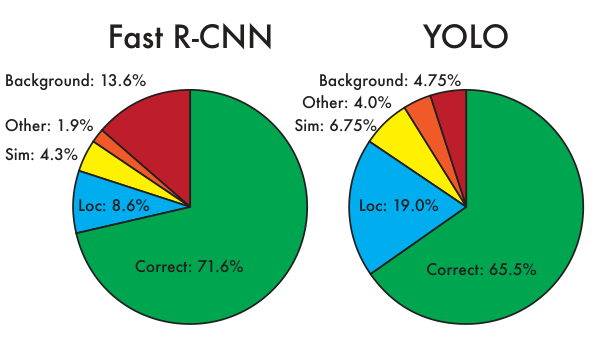 Fast R-CNN
Background: 13.6%
Other: 1.9%
Sim: 4.3%
Loc: 8.6%
Correct: 71.6%
YOLO
Background: 4.75%
Other: 4.0%
Sim: 6.75%
Loc: 19.0%
Correct: 65.5%